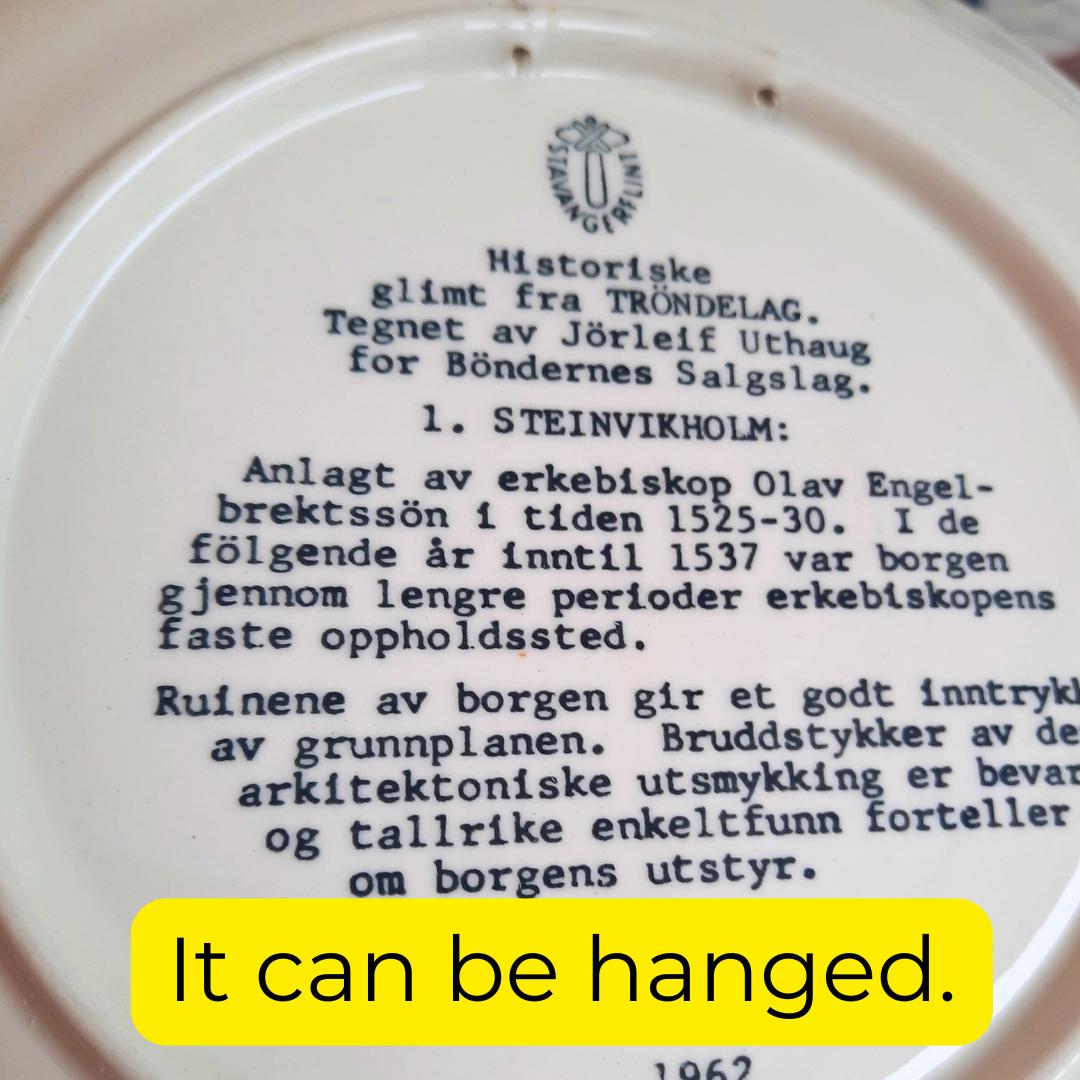 STAVANGERFLINT
Historiske
glimt fra TRÖNDELAG.
Tegnet av Jörleif Uthaug
for Böndernes Salgslag.
1. STEINVIKHOLM:
Anlagt av erkebiskop Olav Engel-
brektssön i tiden 1525-30. I de
fölgende år inntil 1537 var borgen
gjennom lengre perioder erkebiskopens
faste oppholdssted.
Ruinene av borgen gir et godt
av grunnplanen. Bruddstykker av
arkitektoniske utsmykking er
og tallrike enkeltfunn forteller
om borgens utstyr.
It can be hanged.
1962